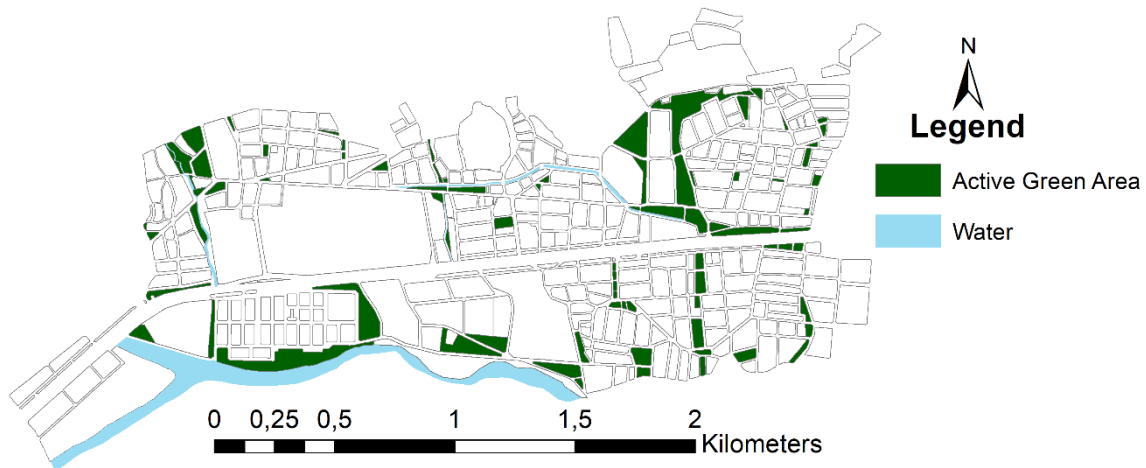 N
Legend
Active Green Area
Water
0 0,25 0,5 1 1,5 2
Kilometers